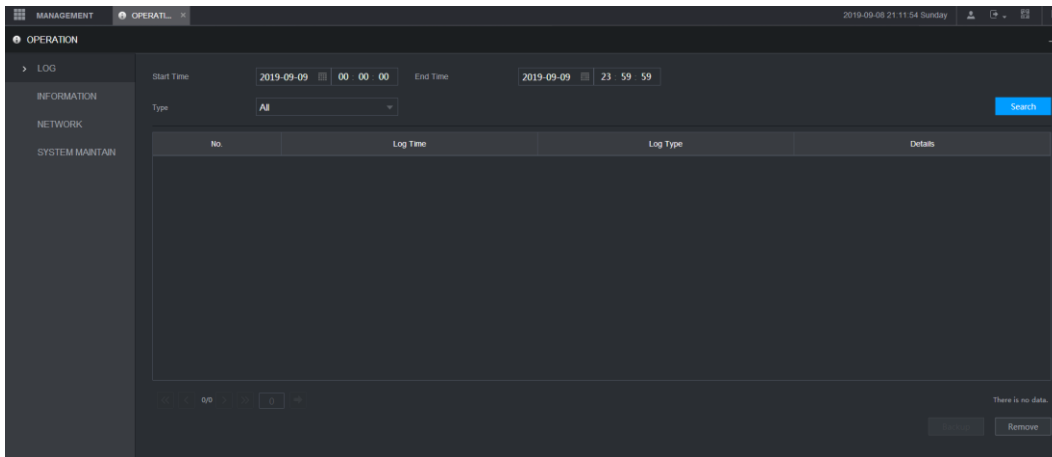 MANAGEMENT OPERATI... × 2019-09-08 21:11:54 Sunday
OPERATION
> LOG
INFORMATION
NETWORK
SYSTEM MAINTAIN
Start Time 2019-09-09 00 : 00 : 00 End Time 2019-09-09 23 : 59 : 59
Type All
Search
No. Log Time Log Type Details
0/0 0 There is no data.
Remove